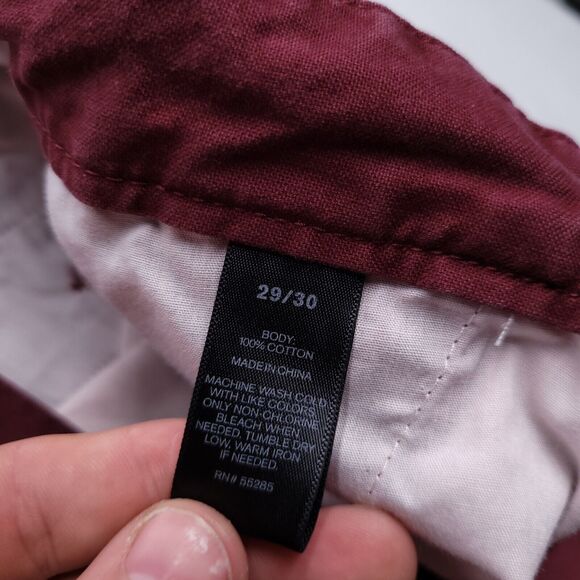 29/30
BODY:
100% COTTON
MADE IN CHINA
MACHINE WASH COLD
WITH LIKE COLORS.
ONLY NON-CHLORINE
BLEACH WHEN
NEEDED. TUMBLE DRY
LOW, WARM IRON
IF NEEDED.
RN# 56285